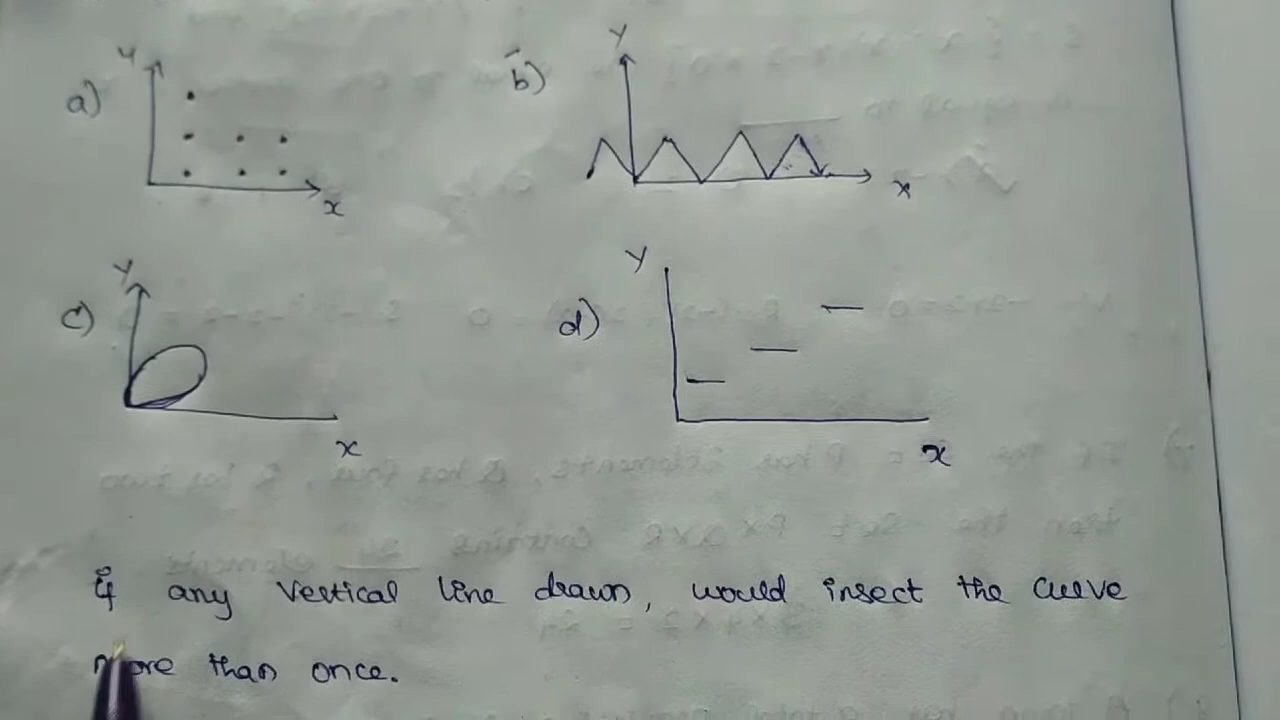 a) y
b) y
x
x
c) y
d) y
x
x
if any vertical line drawn, would insect the curve
more than once.